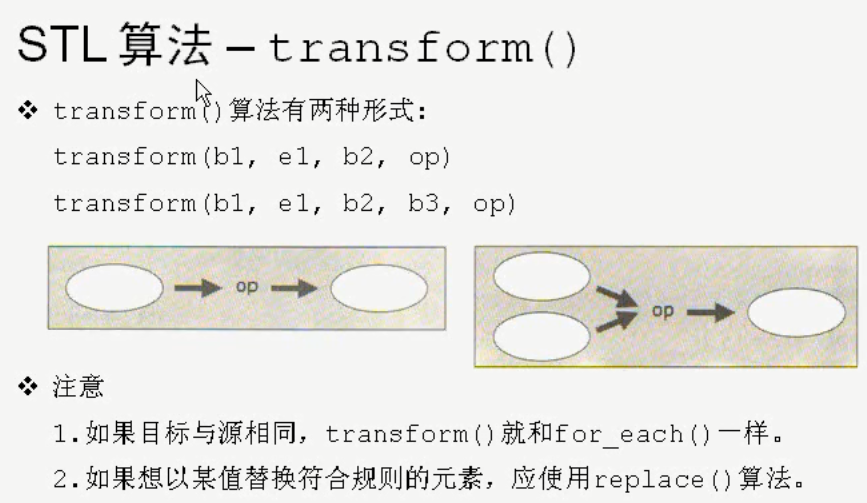 STL 算法 – transform()
❖ transform()算法有两种形式：
transform(b1, e1, b2, op)
transform(b1, e1, b2, b3, op)
op
op
❖ 注意
1.如果目标与源相同，transform()就和for_each()一样。
2.如果想以某值替换符合规则的元素，应使用replace()算法。